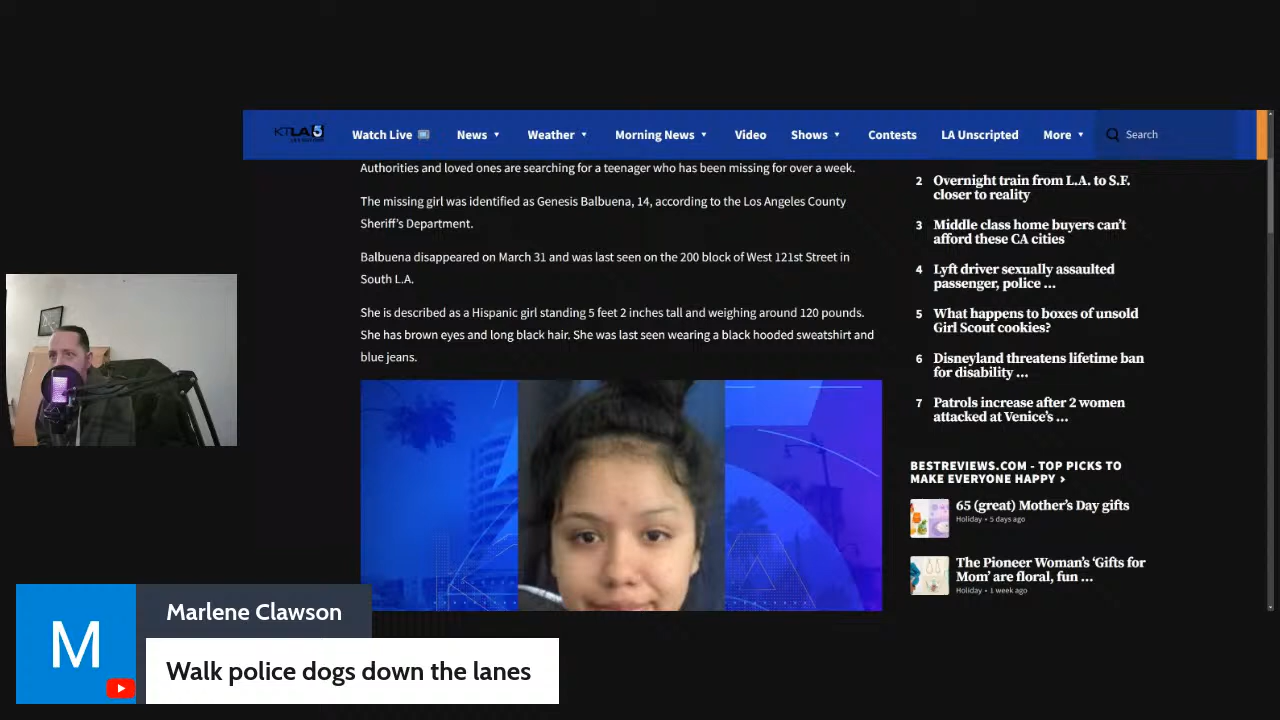 KTLA 5
Watch Live
News
Weather
Morning News
Video
Shows
Contests
LA Unscripted
More
Search
Authorities and loved ones are searching for a teenager who has been missing for over a week.
The missing girl was identified as Genesis Balbuena, 14, according to the Los Angeles County
Sheriff's Department.
Balbuena disappeared on March 31 and was last seen on the 200 block of West 121st Street in
South L.A.
She is described as a Hispanic girl standing 5 feet 2 inches tall and weighing around 120 pounds.
She has brown eyes and long black hair. She was last seen wearing a black hooded sweatshirt and
blue jeans.
2 Overnight train from L.A. to S.F.
closer to reality
3 Middle class home buyers can't
afford these CA cities
4 Lyft driver sexually assaulted
passenger, police ...
5 What happens to boxes of unsold
Girl Scout cookies?
6 Disneyland threatens lifetime ban
for disability ...
7 Patrols increase after 2 women
attacked at Venice's ...
BESTREVIEWS.COM - TOP PICKS TO
MAKE EVERYONE HAPPY ›
65 (great) Mother's Day gifts
Holiday • 5 days ago
The Pioneer Woman's 'Gifts for
Mom' are floral, fun ...
Holiday • 1 week ago
M
Marlene Clawson
Walk police dogs down the lanes